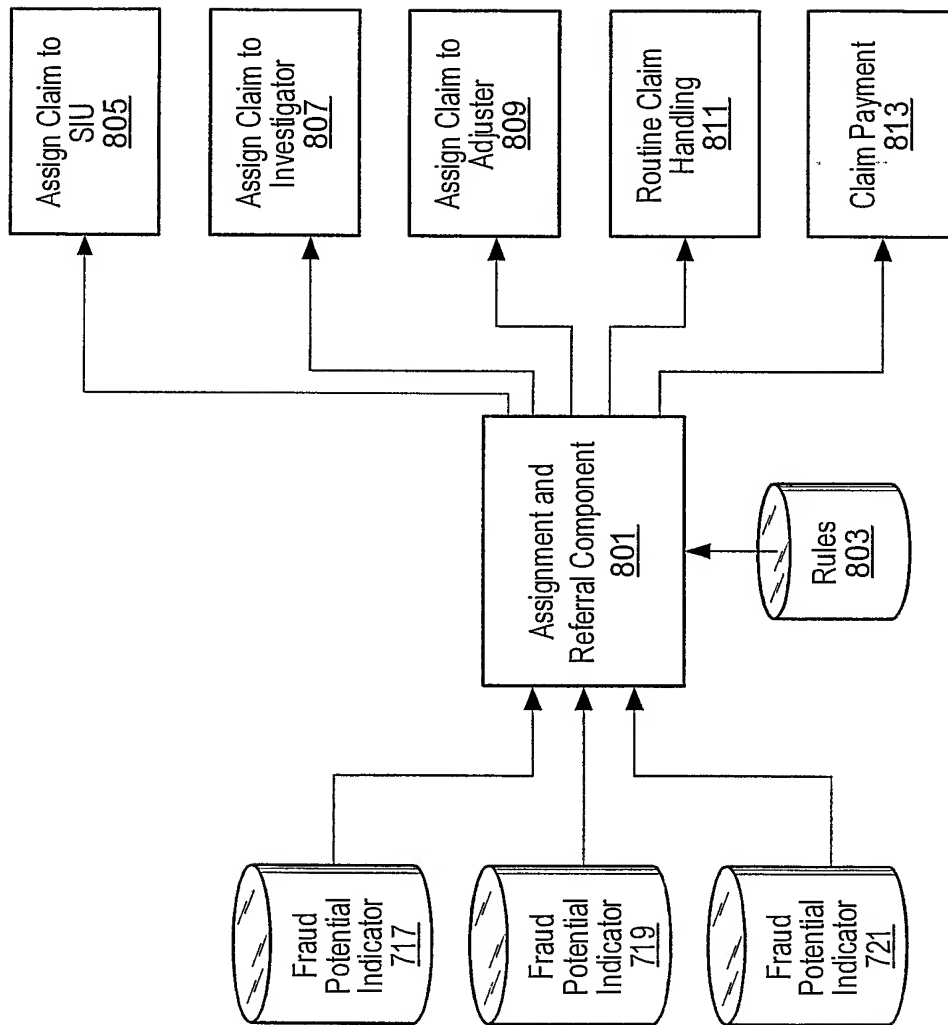 Fraud
Potential
Indicator
717
Fraud
Potential
Indicator
719
Fraud
Potential
Indicator
721
Assignment and
Referral Component
801
Rules
803
Assign Claim to
SIU
805
Assign Claim to
Investigator
807
Assign Claim to
Adjuster
809
Routine Claim
Handling
811
Claim Payment
813